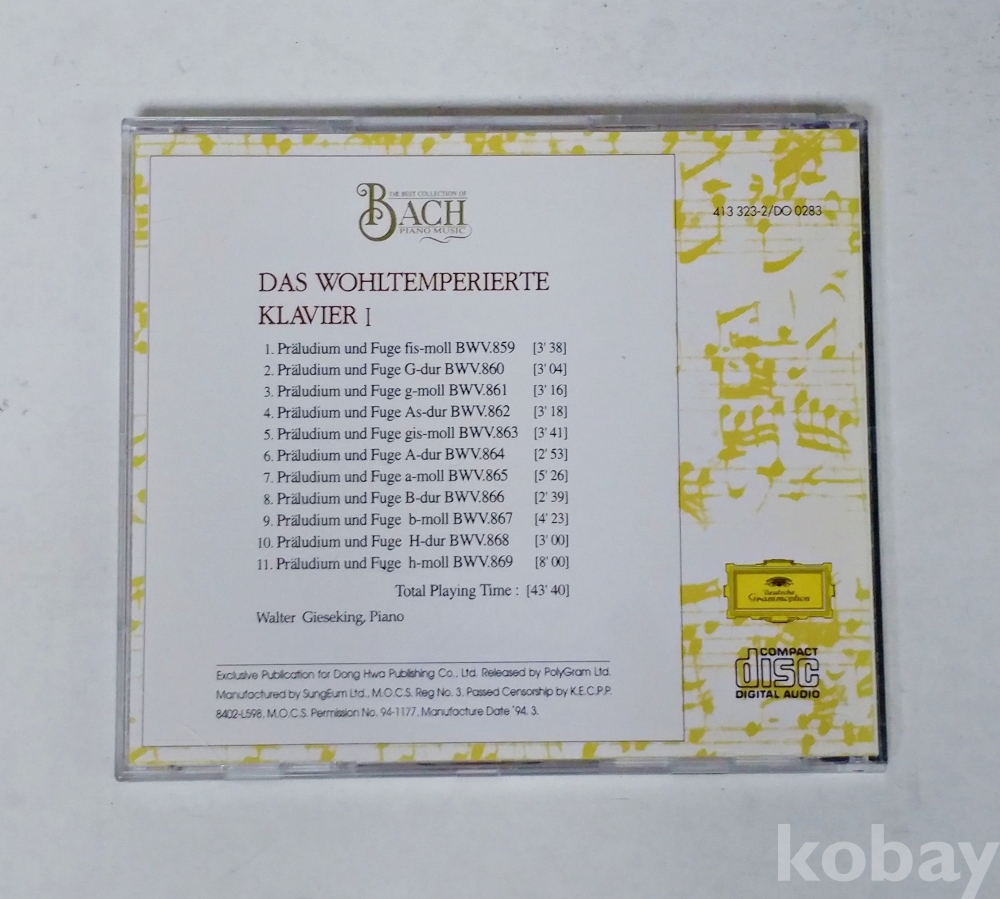 THE BEST COLLECTION OF
BACH
PIANO MUSIC
413 323-2/DO 0283
DAS WOHLTEMPERIERTE
KLAVIER I
1. Präludium und Fuge fis-moll BWV.859 [3' 38]
2. Präludium und Fuge G-dur BWV.860 [3' 04]
3. Präludium und Fuge g-moll BWV.861 [3' 16]
4. Präludium und Fuge As-dur BWV.862 [3' 18]
5. Präludium und Fuge gis-moll BWV.863 [3' 41]
6. Präludium und Fuge A-dur BWV.864 [2' 53]
7. Präludium und Fuge a-moll BWV.865 [5' 26]
8. Präludium und Fuge B-dur BWV.866 [2' 39]
9. Präludium und Fuge b-moll BWV.867 [4' 23]
10. Präludium und Fuge H-dur BWV.868 [3' 00]
11. Präludium und Fuge h-moll BWV.869 [8' 00]
Total Playing Time : [43' 40]
Walter Gieseking, Piano
Exclusive Publication for Dong Hwa Publishing Co., Ltd. Released by PolyGram Ltd.
Manufactured by SungEum Ltd., M.O.C.S. Reg No. 3. Passed Censorship by K.E.C.P.P.
8402-L598, M.O.C.S. Permission No. 94-1177, Manufacture Date '94. 3.
Deutsche
Grammophon
COMPACT
disc
DIGITAL AUDIO
kobay